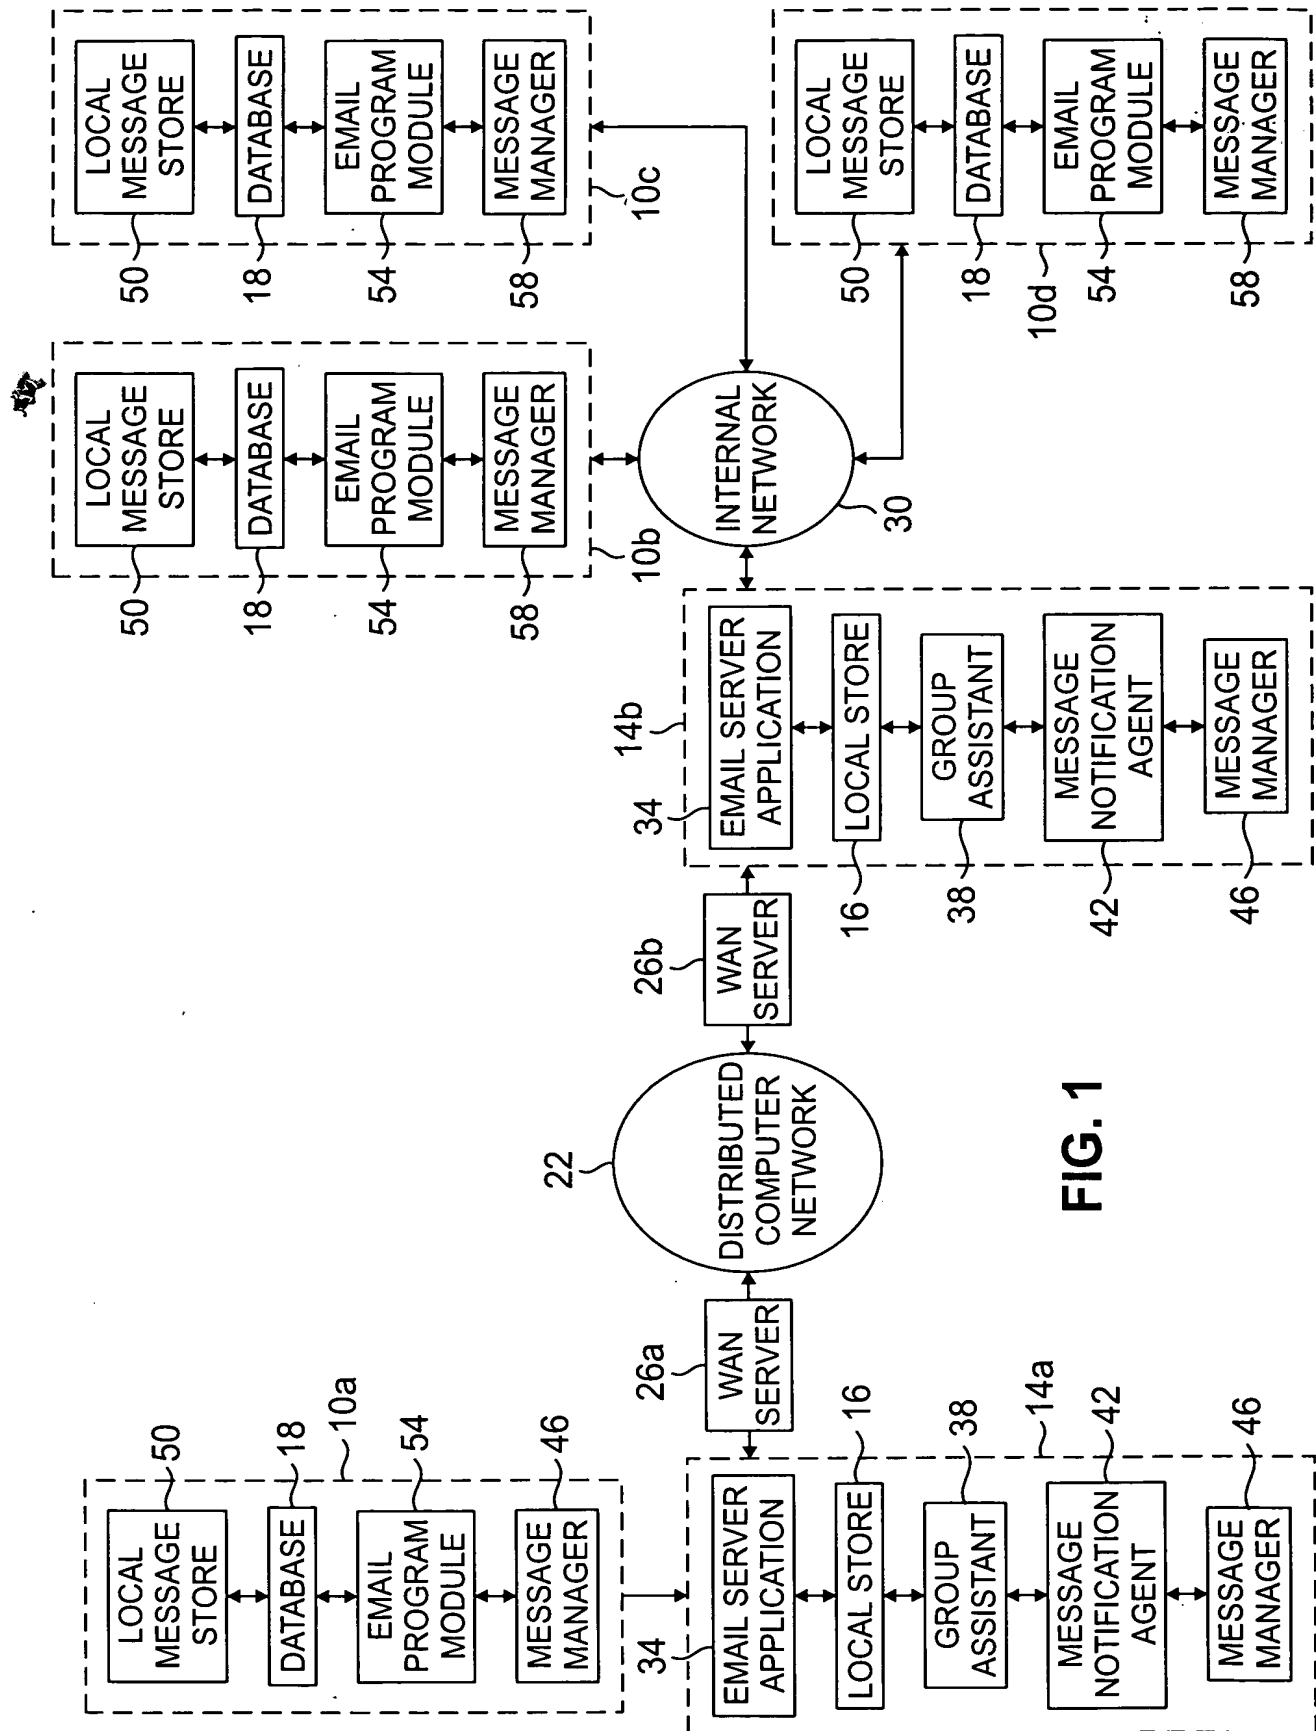 50
LOCAL
MESSAGE
STORE
18
DATABASE
10a
54
EMAIL
PROGRAM
MODULE
46
MESSAGE
MANAGER
34
EMAIL SERVER
APPLICATION
16
LOCAL STORE
38
GROUP
ASSISTANT
14a
42
MESSAGE
NOTIFICATION
AGENT
46
MESSAGE
MANAGER
26a
WAN
SERVER
22
DISTRIBUTED
COMPUTER
NETWORK
26b
WAN
SERVER
14b
34
EMAIL SERVER
APPLICATION
16
LOCAL STORE
38
GROUP
ASSISTANT
42
MESSAGE
NOTIFICATION
AGENT
46
MESSAGE
MANAGER
INTERNAL
NETWORK
30
50
LOCAL
MESSAGE
STORE
18
DATABASE
54
EMAIL
PROGRAM
MODULE
58
MESSAGE
MANAGER
10b
50
LOCAL
MESSAGE
STORE
18
DATABASE
54
EMAIL
PROGRAM
MODULE
58
MESSAGE
MANAGER
10c
50
LOCAL
MESSAGE
STORE
18
DATABASE
10d
54
EMAIL
PROGRAM
MODULE
58
MESSAGE
MANAGER
FIG. 1